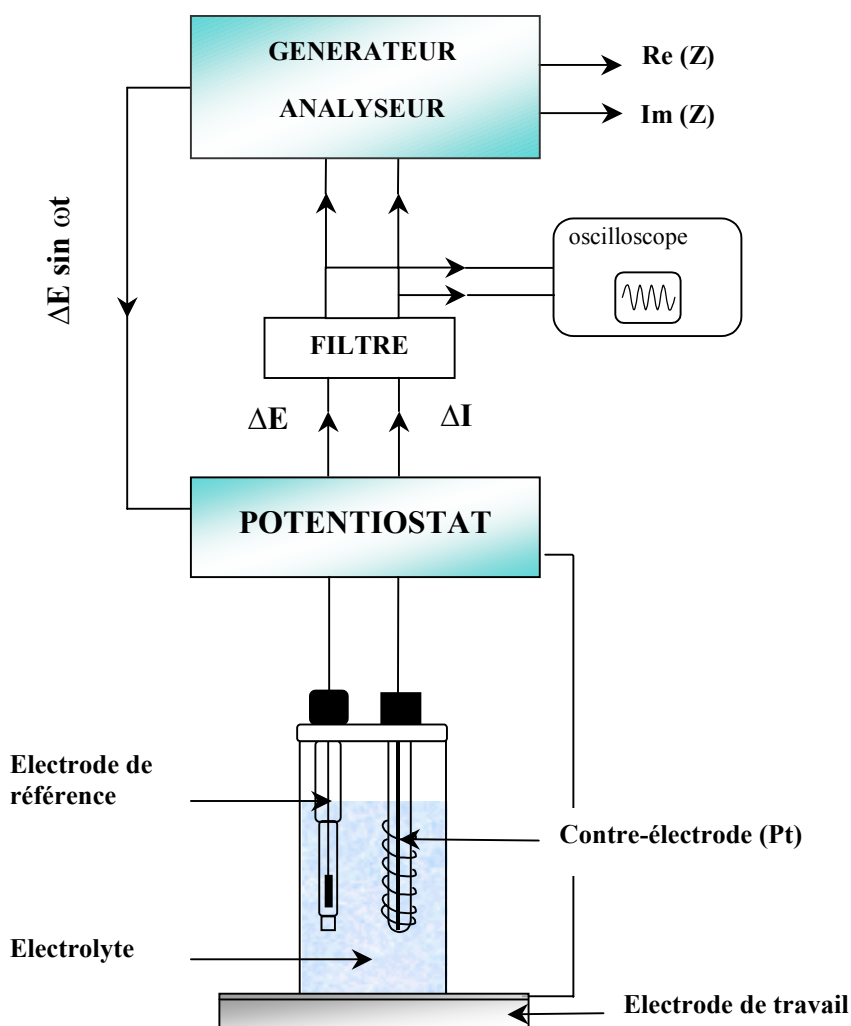 GENERATEUR
ANALYSEUR
Re (Z)
Im (Z)
ΔE sin ωt
oscilloscope
FILTRE
ΔE
ΔI
POTENTIOSTAT
Electrode de
référence
Contre-électrode (Pt)
Electrolyte
Electrode de travail